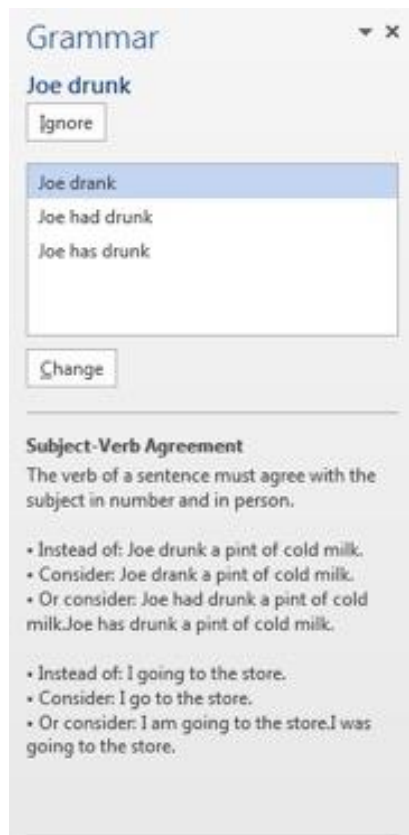 Grammar
Joe drunk
Ignore
Joe drank
Joe had drunk
Joe has drunk
Change
Subject-Verb Agreement
The verb of a sentence must agree with the
subject in number and in person.
• Instead of: Joe drunk a pint of cold milk.
• Consider: Joe drank a pint of cold milk.
• Or consider: Joe had drunk a pint of cold
milk.Joe has drunk a pint of cold milk.
• Instead of: I going to the store.
• Consider: I go to the store.
• Or consider: I am going to the store.I was
going to the store.